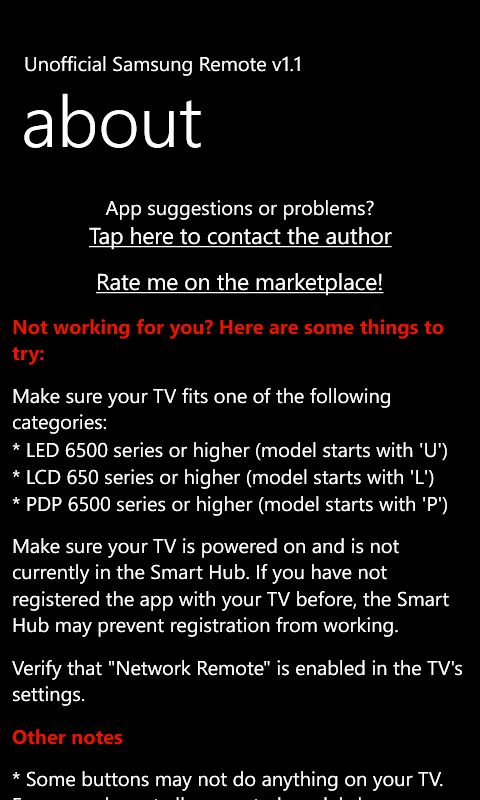 Unofficial Samsung Remote v1.1
about
App suggestions or problems?
Tap here to contact the author
Rate me on the marketplace!
Not working for you? Here are some things to
try:
Make sure your TV fits one of the following
categories:
* LED 6500 series or higher (model starts with 'U')
* LCD 650 series or higher (model starts with 'L')
* PDP 6500 series or higher (model starts with 'P')
Make sure your TV is powered on and is not
currently in the Smart Hub. If you have not
registered the app with your TV before, the Smart
Hub may prevent registration from working.
Verify that "Network Remote" is enabled in the TV's
settings.
Other notes
* Some buttons may not do anything on your TV.